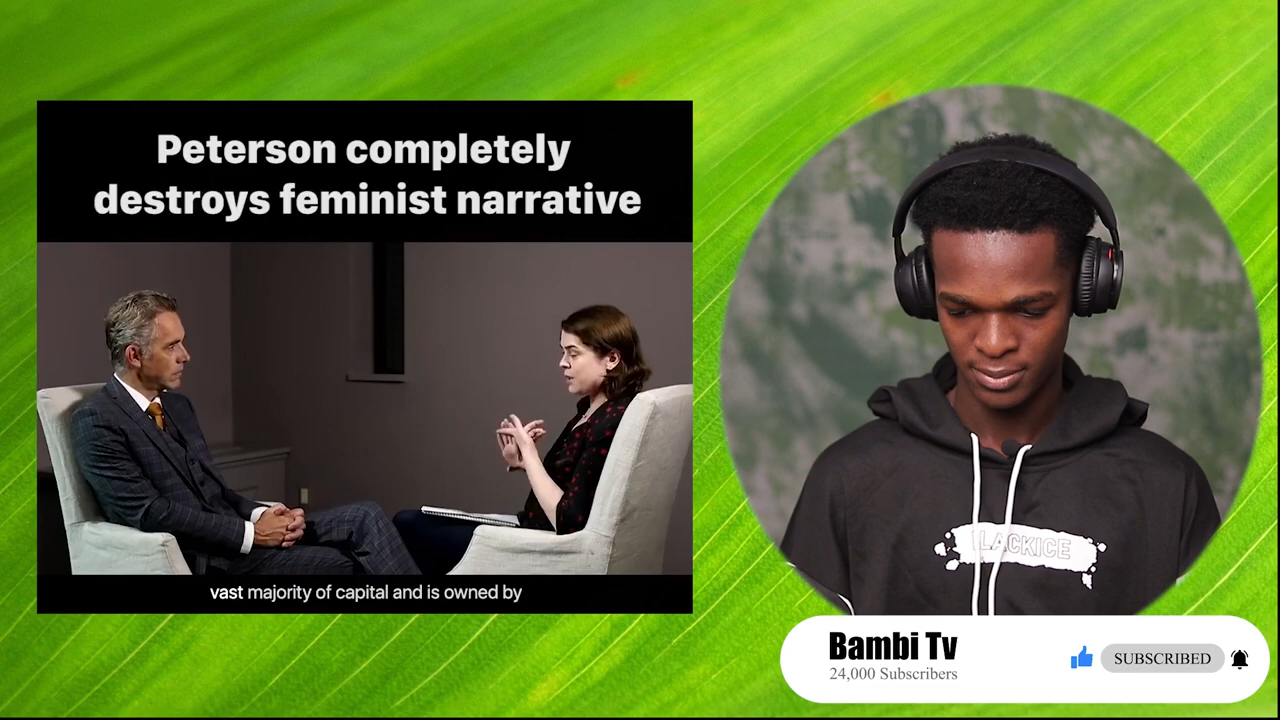 Peterson completely
destroys feminist narrative
vast majority of capital and is owned by
LACKICE
Bambi Tv
24,000 Subscribers
SUBSCRIBED